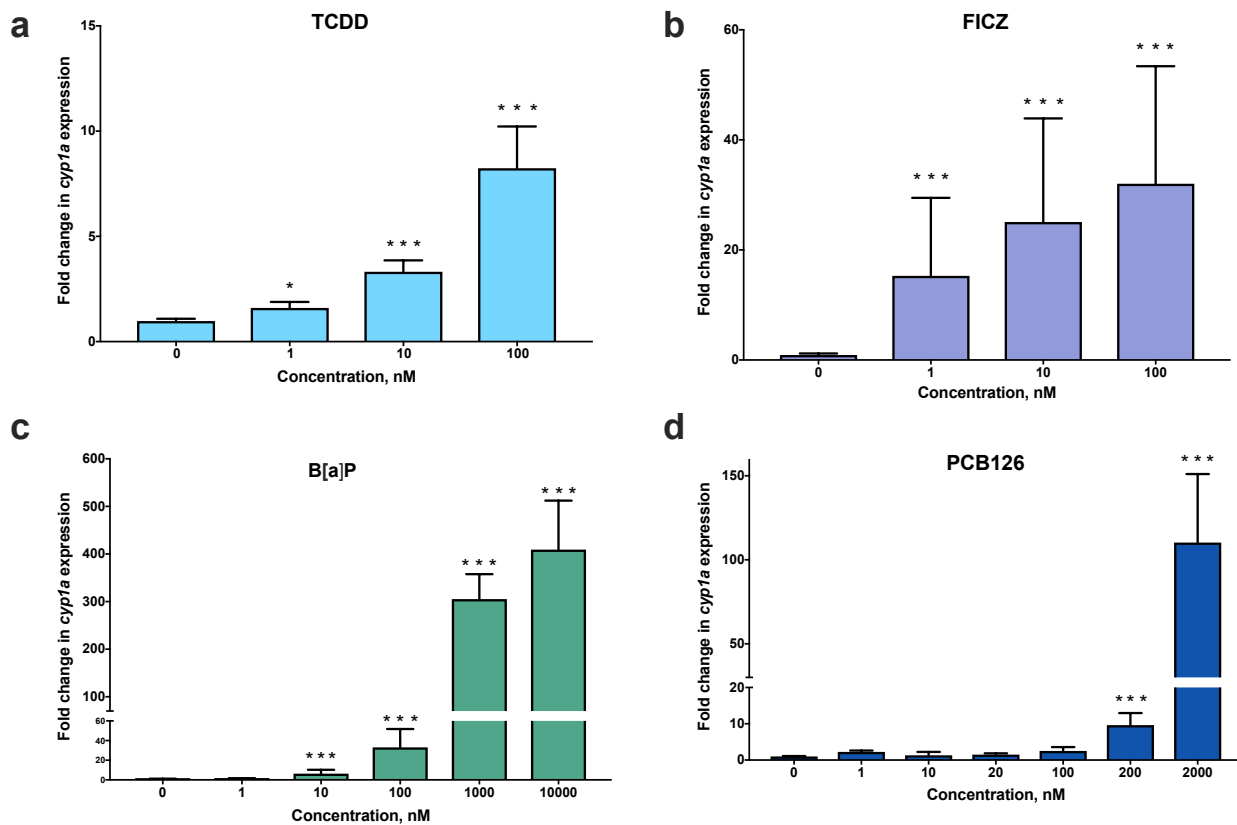 a
TCDD
Fold change in cyp1a expression
15
10
5
0
*
***
***
0 1 10 100
Concentration, nM
b
FICZ
Fold change in cyp1a expression
60
40
20
0
***
***
***
0 1 10 100
Concentration, nM
c
B[a]P
Fold change in cyp1a expression
600
500
400
300
200
100
60
40
20
0
***
***
***
***
0 1 10 100 1000 10000
Concentration, nM
d
PCB126
Fold change in cyp1a expression
150
100
50
20
10
0
***
***
0 1 10 20 100 200 2000
Concentration, nM